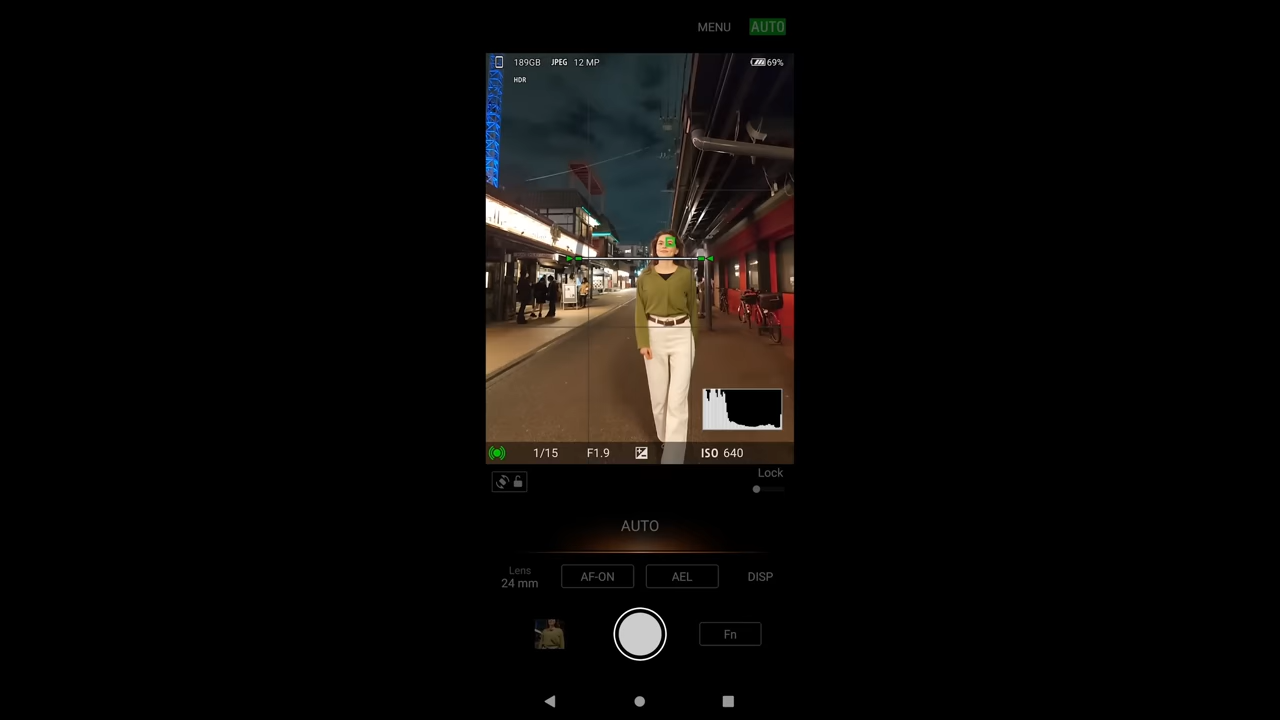 MENU AUTO
189GB JPEG 12 MP 69%
HDR
1/15 F1.9 ISO 640
Lock
AUTO
Lens
24 mm
AF-ON AEL DISP
Fn